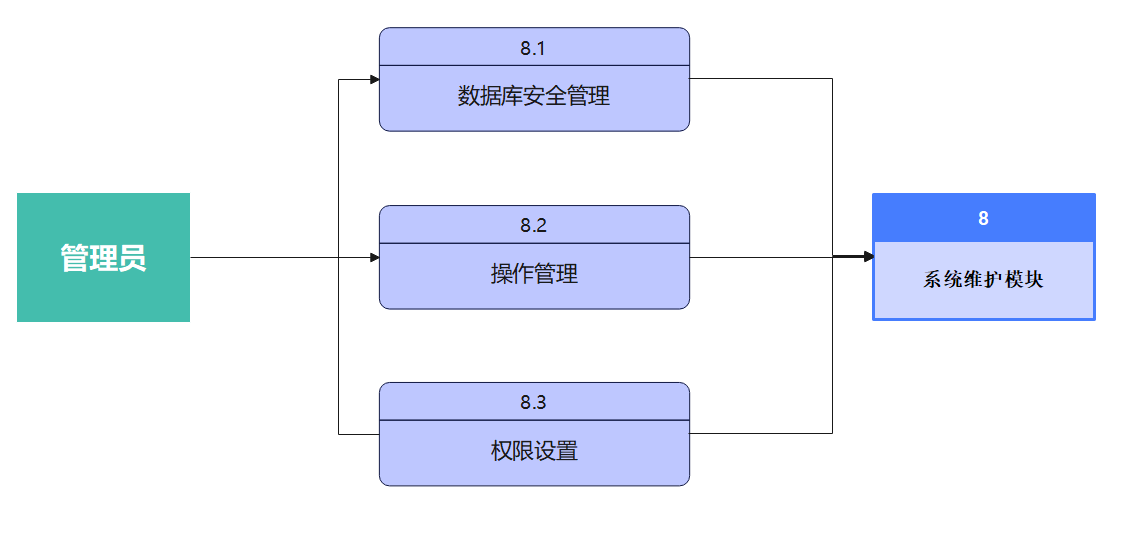 8.1
数据库安全管理
管理员
8.2
操作管理
8
系统维护模块
8.3
权限设置